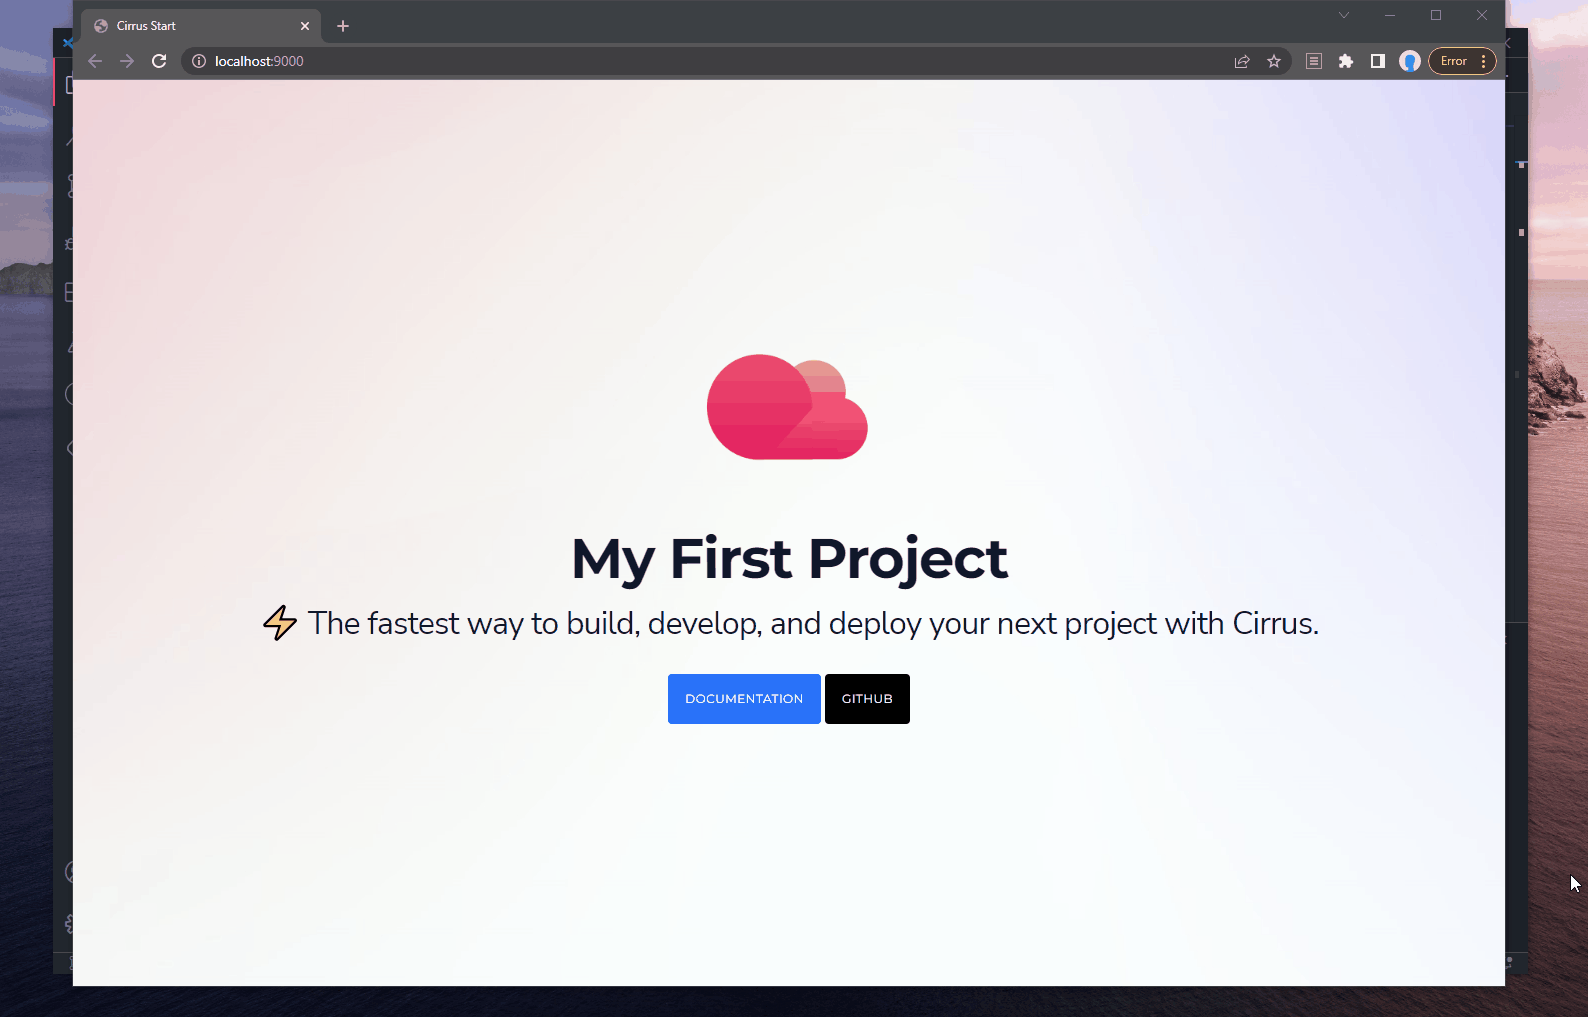 Cirrus Start
localhost:9000
Error
My First Project
⚡ The fastest way to build, develop, and deploy your next project with Cirrus.
DOCUMENTATION
GITHUB